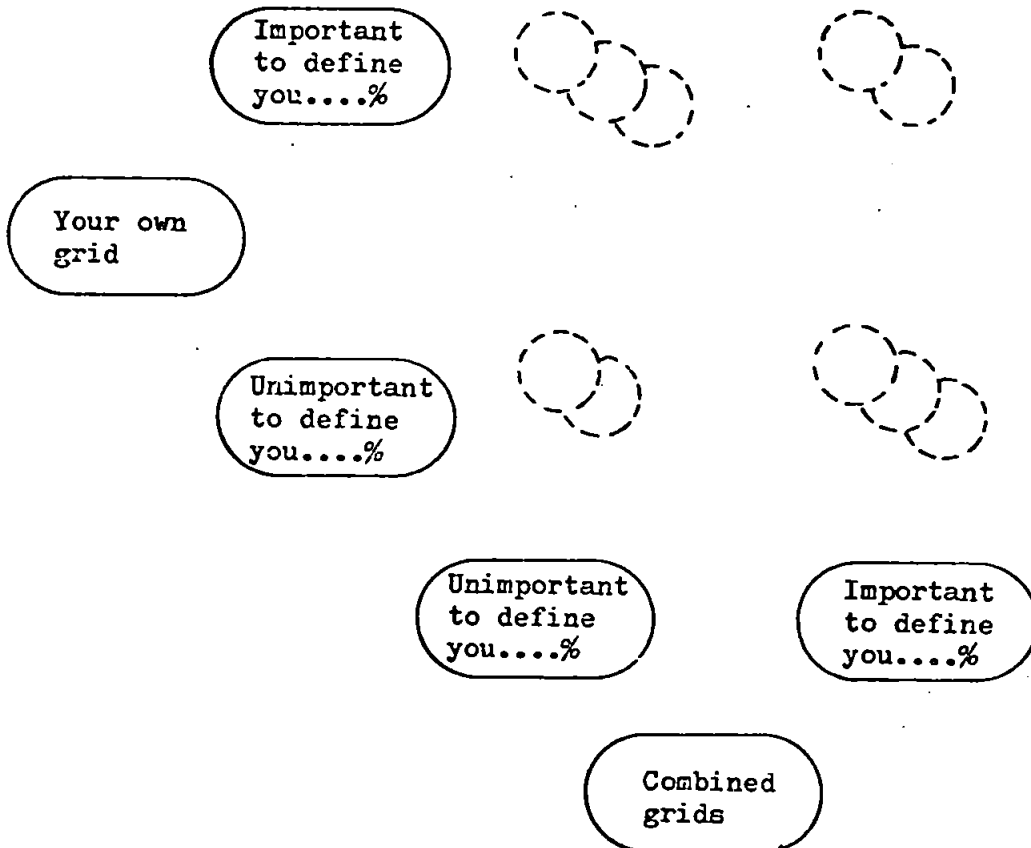 Important
to define
you....%
Your own
grid
Unimportant
to define
you....%
Unimportant
to define
you....%
Important
to define
you....%
Combined
grids